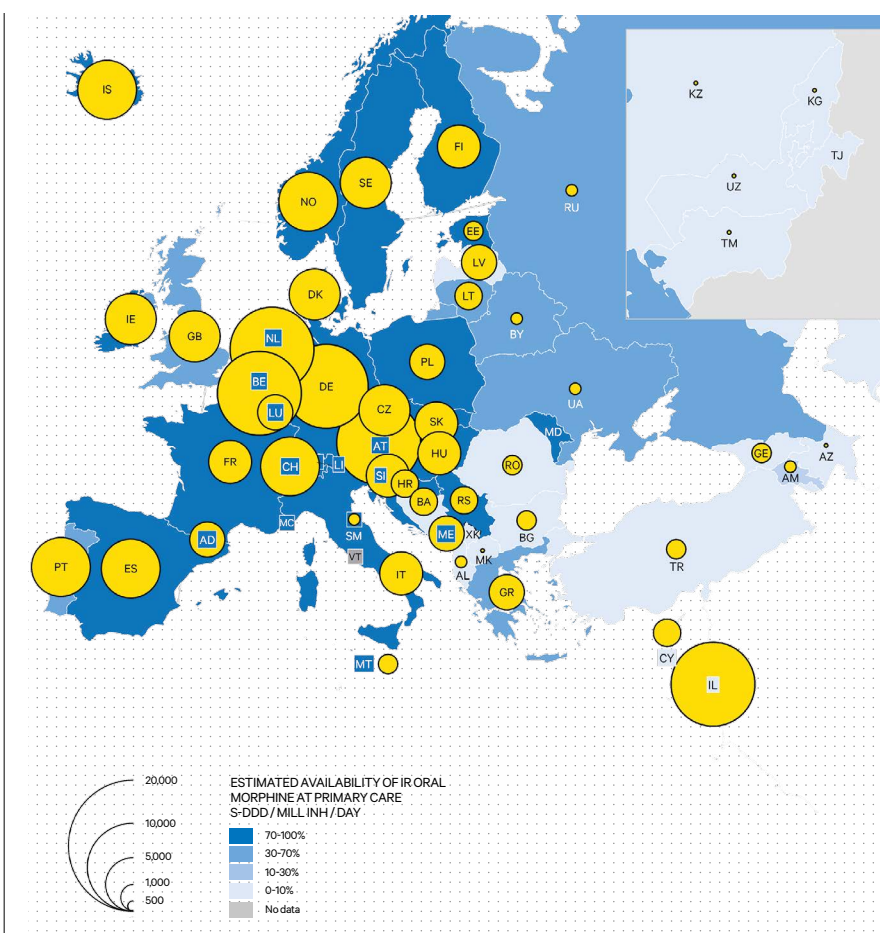 IS
KZ
KG
TJ
UZ
TM
FI
SE
NO
RU
EE
LV
LT
DK
IE
GB
NL
BY
PL
BE
DE
UA
LU
CZ
SK
MD
AT
HU
GE
AZ
FR
CH
LI
RO
AM
SI
HR
BA
RS
MC
SM
ME
XK
BG
AD
VT
MK
TR
PT
ES
IT
AL
GR
CY
MT
IL
20,000
10,000
5,000
1,000
500
ESTIMATED AVAILABILITY OF IR ORAL
MORPHINE AT PRIMARY CARE
S-DDD / MILL INH / DAY
70-100%
30-70%
10-30%
0-10%
No data